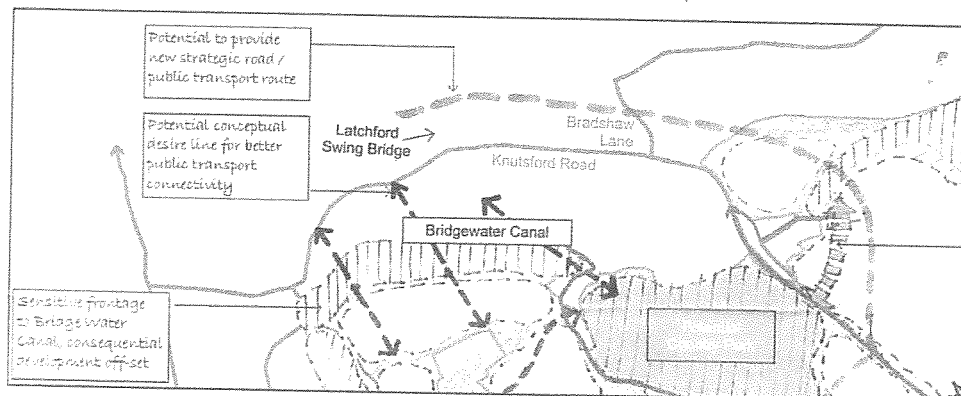 Potential to provide
new strategic road /
public transport route
Potential conceptual
desire line for better
public transport
connectivity
Latchford
Swing Bridge
Bradshaw
Lane
Knutsford Road
Bridgewater Canal
Sensitive frontage
to Bridge Water
Canal, consequential
development off-set